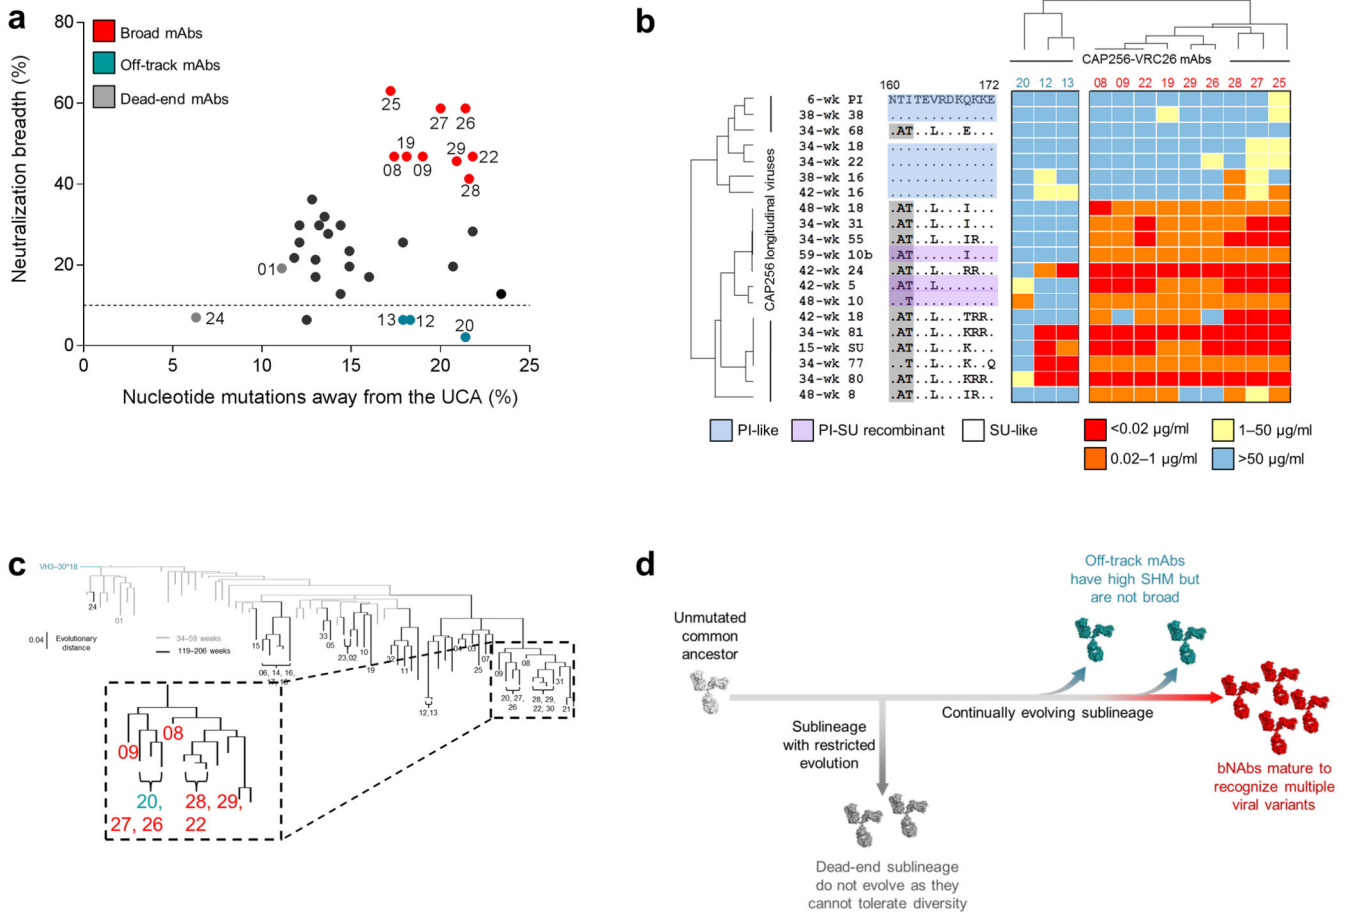 a
Neutralization breadth (%)
80
60
40
20
0
Broad mAbs
Off-track mAbs
Dead-end mAbs
25
27
26
19
29
22
08
09
28
01
24
13
12
20
0
5
10
15
20
25
Nucleotide mutations away from the UCA (%)
b
CAP256-VRC26 mAbs
160 172
20 12 13 08 09 22 19 29 26 28 27 25
CAP256 longitudinal viruses
6-wk PI NTITEVRDKQKKE
38-wk 38 .............
34-wk 68 .AT..L...E...
34-wk 18 .............
34-wk 22 .............
38-wk 16 .............
42-wk 16 .............
48-wk 18 .AT..L...I...
34-wk 31 .AT..L...I...
34-wk 55 .AT..L...IR..
59-wk 10b .AT......I...
42-wk 24 .AT..L...RR..
42-wk 5 .AT..L.......
48-wk 10 ..T..........
42-wk 18 .AT..L...TRR.
34-wk 81 .AT..L...KRR.
15-wk SU .AT..L...K...
34-wk 77 ..T..L...K..Q
34-wk 80 .AT..L...KRR.
48-wk 8 .AT..L...IR..
PI-like
PI-SU recombinant
SU-like
<0.02 µg/ml
1–50 µg/ml
0.02–1 µg/ml
>50 µg/ml
c
VH3–30*18
24
01
0.04
Evolutionary
distance
34–59 weeks
119–206 weeks
15
06, 14, 16,
33
05
23,02
10
19
11
12,13
03
07
25
09
08
20, 27,
26
28, 29,
22, 30
31
21
09
08
20,
27, 26
28, 29,
22
d
Unmutated
common
ancestor
Off-track mAbs
have high SHM but
are not broad
Sublineage
with restricted
evolution
Continually evolving sublineage
bNAbs mature to
recognize multiple
viral variants
Dead-end sublineage
do not evolve as they
cannot tolerate diversity